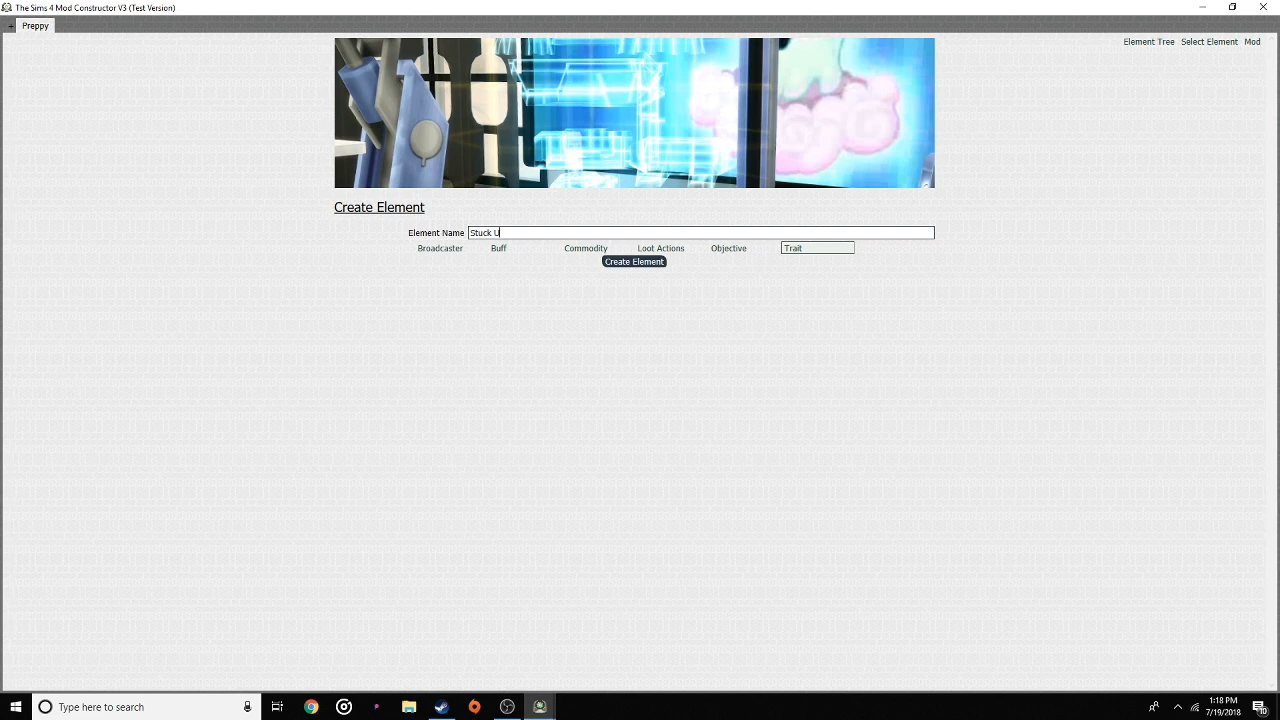 The Sims 4 Mod Constructor V3 (Test Version)
+ Preppy
Element Tree Select Element Mod
Create Element
Element Name Stuck U
Broadcaster Buff Commodity Loot Actions Objective Trait
Create Element
Type here to search
1:18 PM
7/19/2018
10